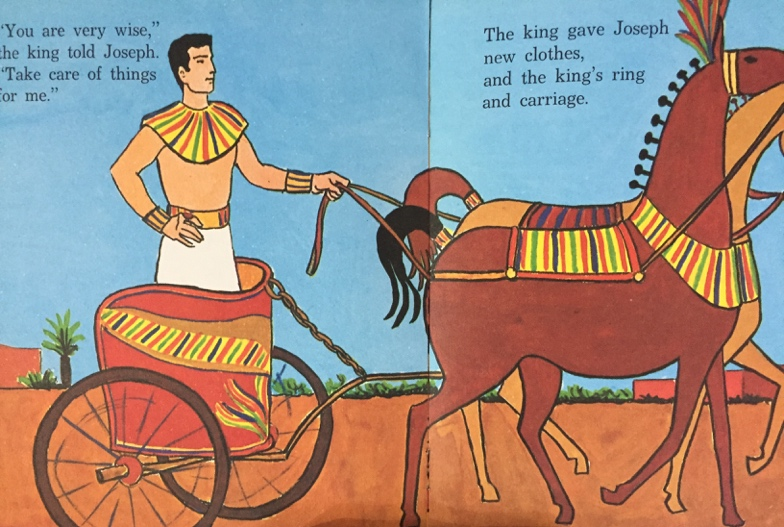 “You are very wise,”
the king told Joseph.
“Take care of things
for me.”
The king gave Joseph
new clothes,
and the king’s ring
and carriage.